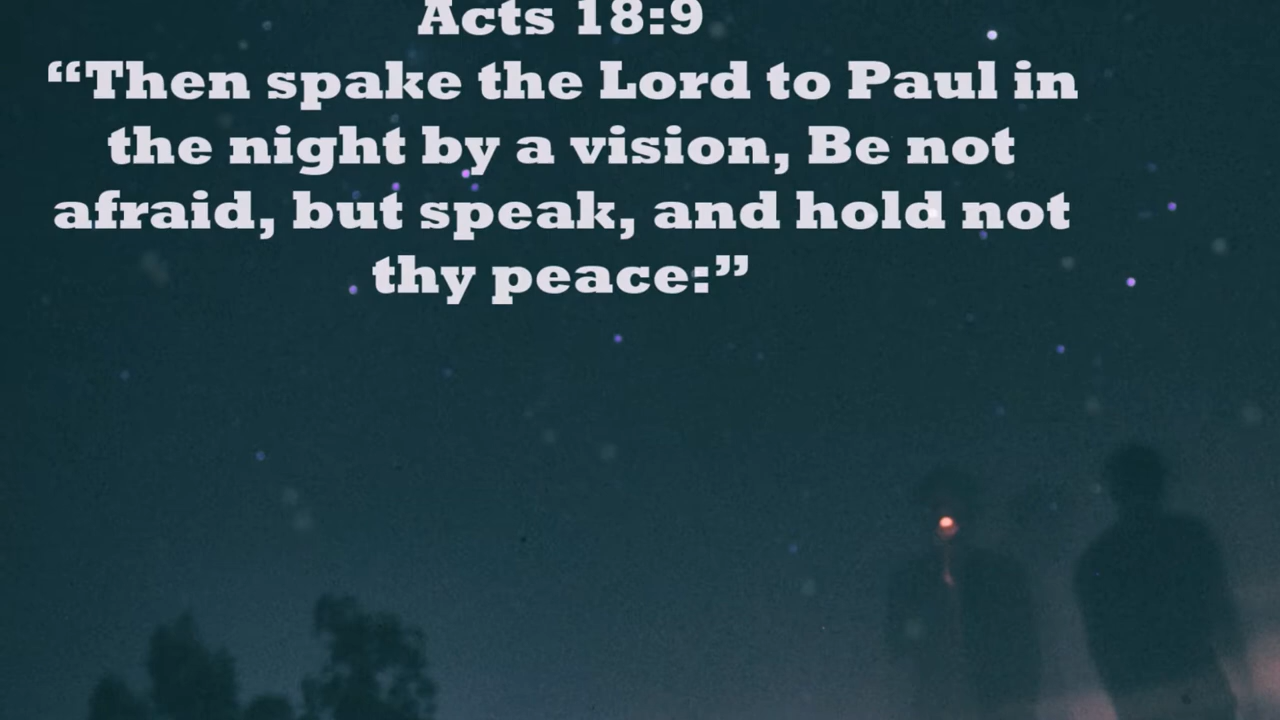 Acts 18:9
“Then spake the Lord to Paul in
the night by a vision, Be not
afraid, but speak, and hold not
thy peace:”